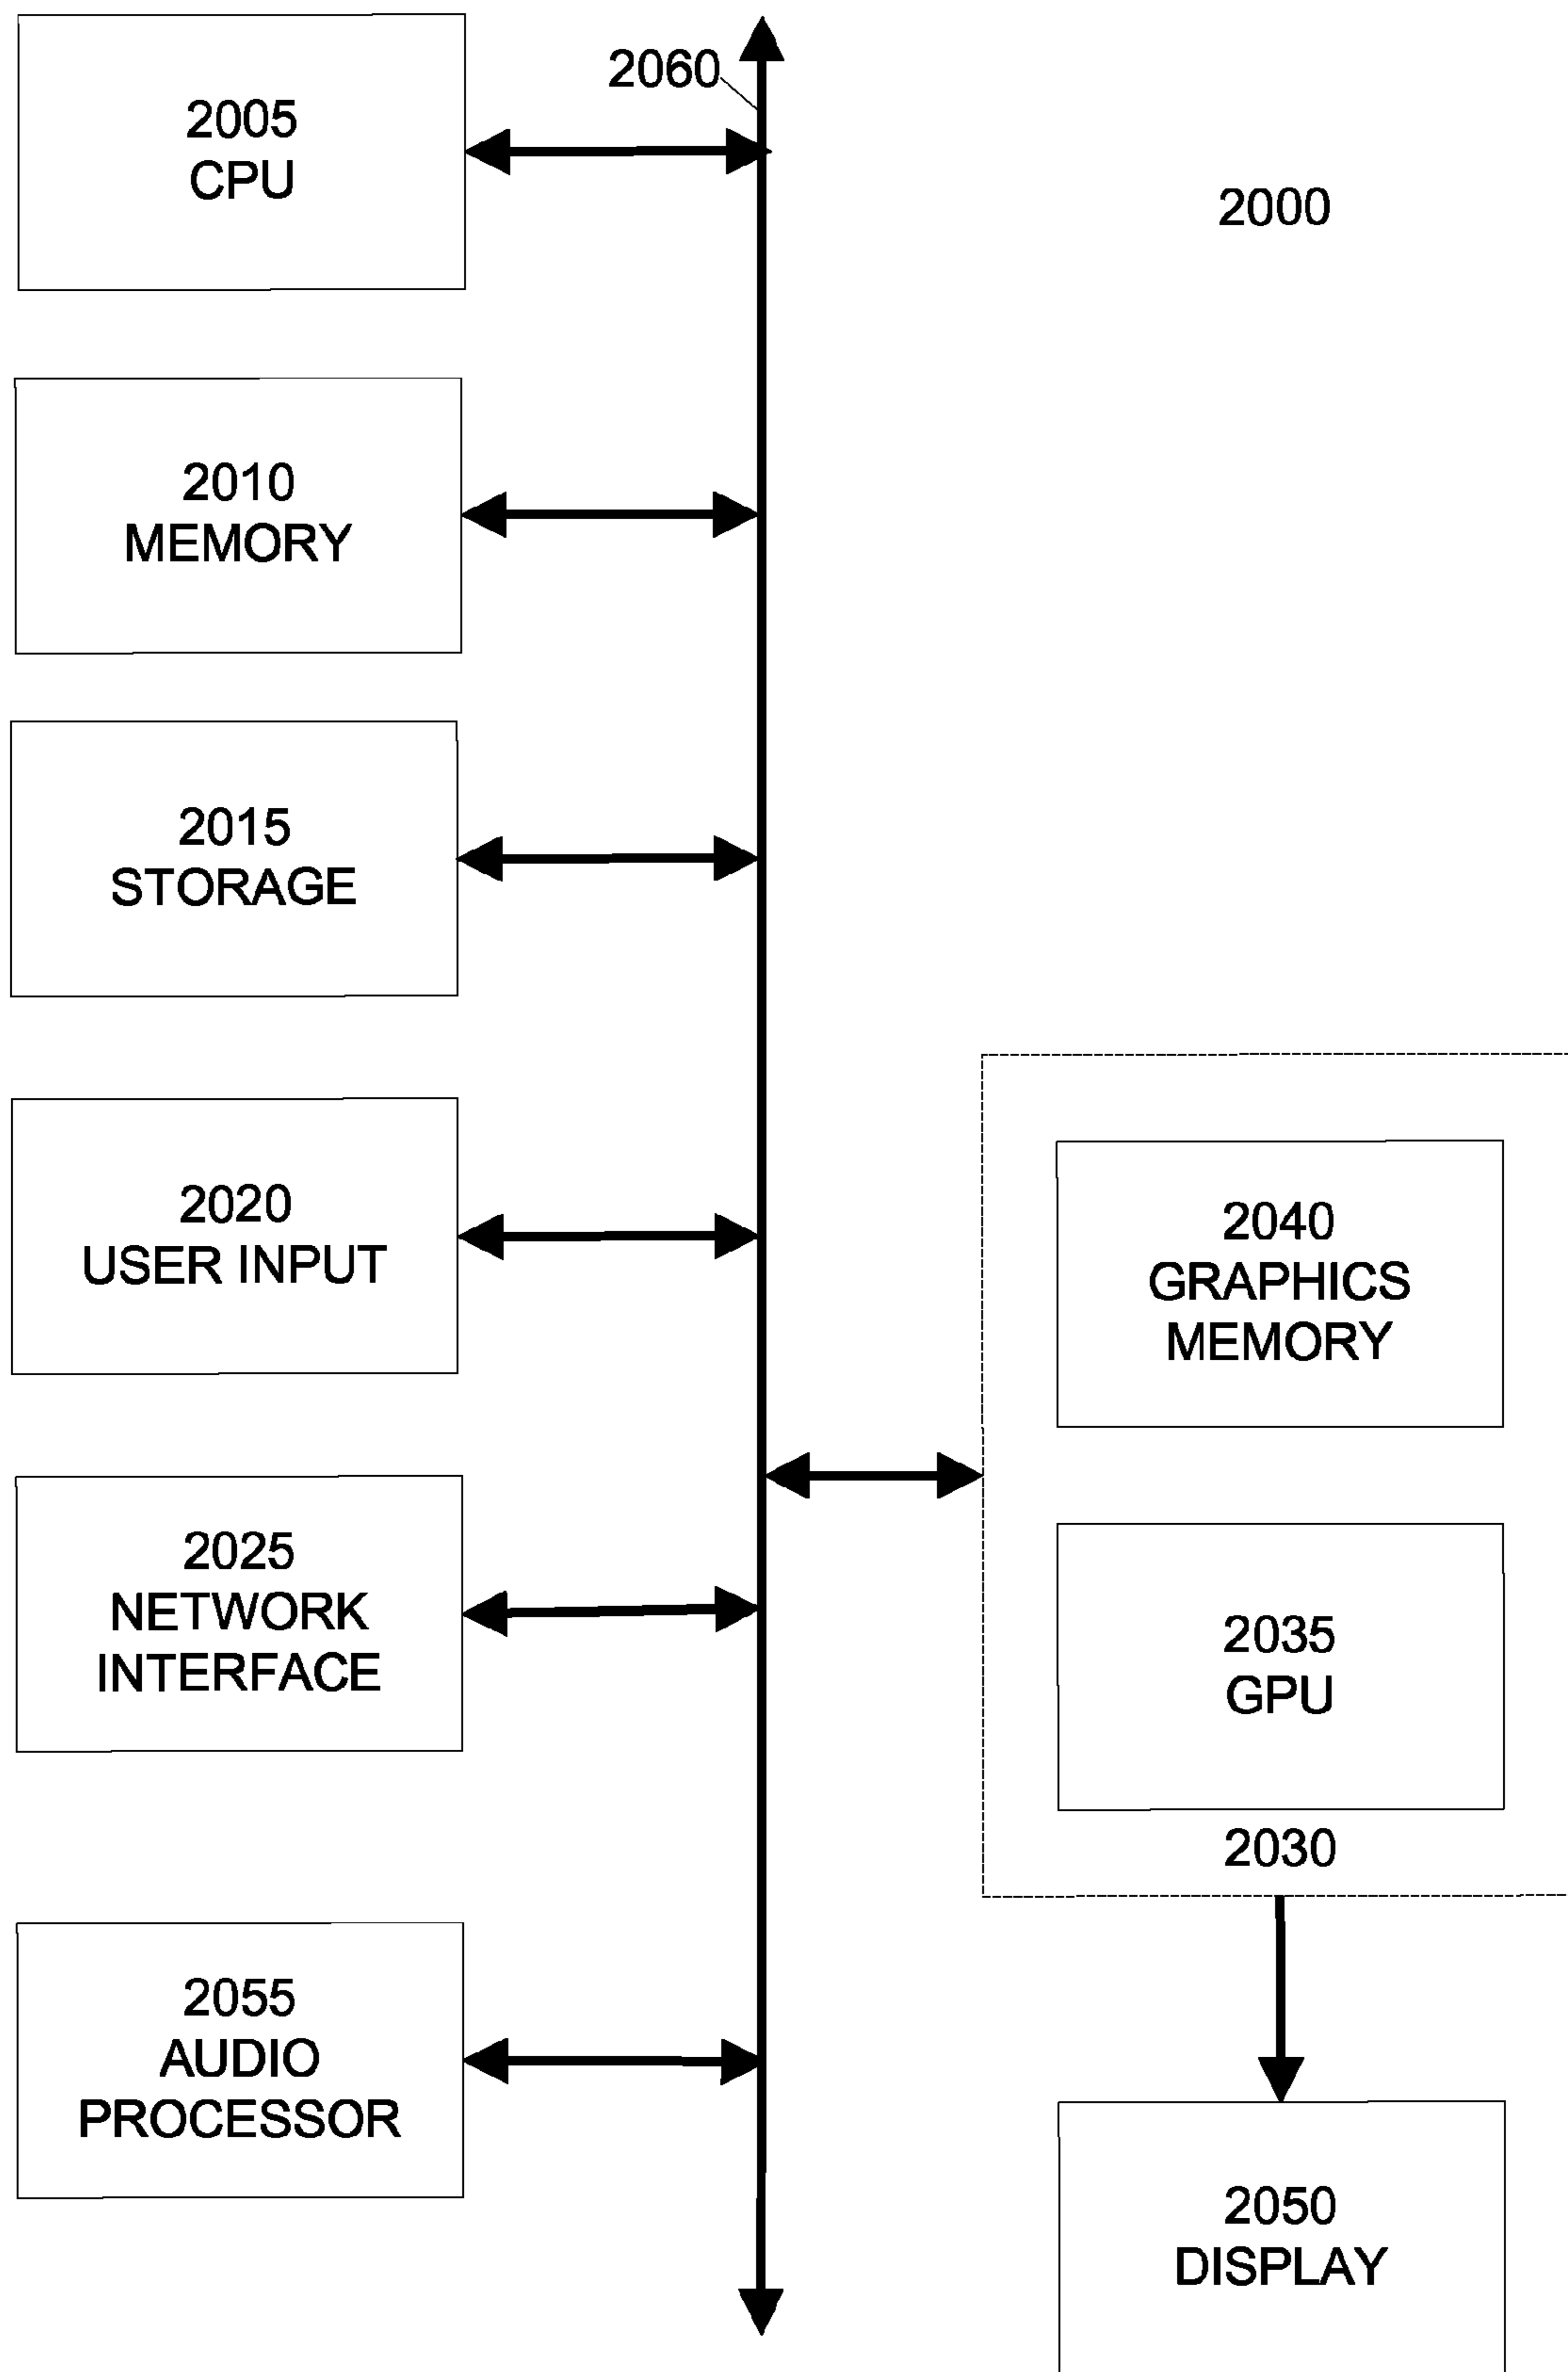 2060
2005
CPU
2000
2010
MEMORY
2015
STORAGE
2020
USER INPUT
2040
GRAPHICS
MEMORY
2025
NETWORK
INTERFACE
2035
GPU
2030
2055
AUDIO
PROCESSOR
2050
DISPLAY